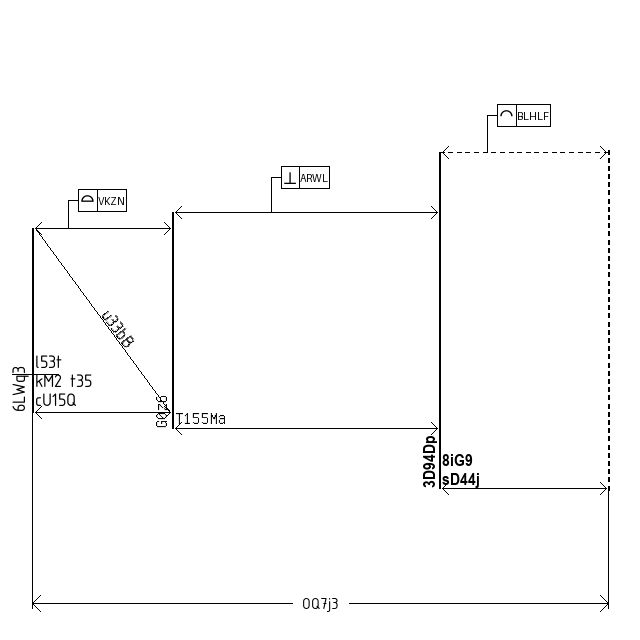 BLHLF
ARWL
VKZN
u33bB
l53t
kM2 t35
cU15Q
6LWq3
G0z6
T155Ma
3D94Dp
8iG9
sD44j
0Q7j3